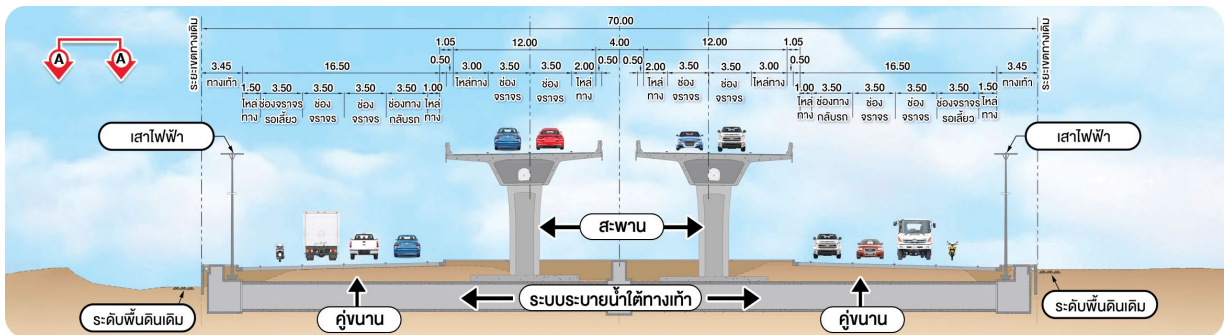 70.00
ระยะเขตทางเดิม
ระยะเขตทางเดิม
A A
1.05 12.00 4.00 12.00 1.05
3.45 16.50 0.50 3.00 3.50 3.50 2.00 0.50 0.50 2.00 3.50 3.50 3.00 0.50 16.50 3.45
ทางเท้า ไหล่ทาง ช่องจราจร ช่องจราจร ไหล่ทาง ไหล่ทาง ช่องจราจร ช่องจราจร ไหล่ทาง ทางเท้า
1.50 3.50 3.50 3.50 3.50 1.00 1.00 3.50 3.50 3.50 3.50 1.50
ไหล่ทาง ช่องจราจรรอเลี้ยว ช่องจราจร ช่องจราจร ช่องทางกลับรถ ไหล่ทาง ไหล่ทาง ช่องทางกลับรถ ช่องจราจร ช่องจราจร ช่องจราจรรอเลี้ยว ไหล่ทาง
เสาไฟฟ้า เสาไฟฟ้า
สะพาน
ระบบระบายน้ำใต้ทางเท้า
ระดับพื้นดินเดิม คู่ขนาน คู่ขนาน ระดับพื้นดินเดิม